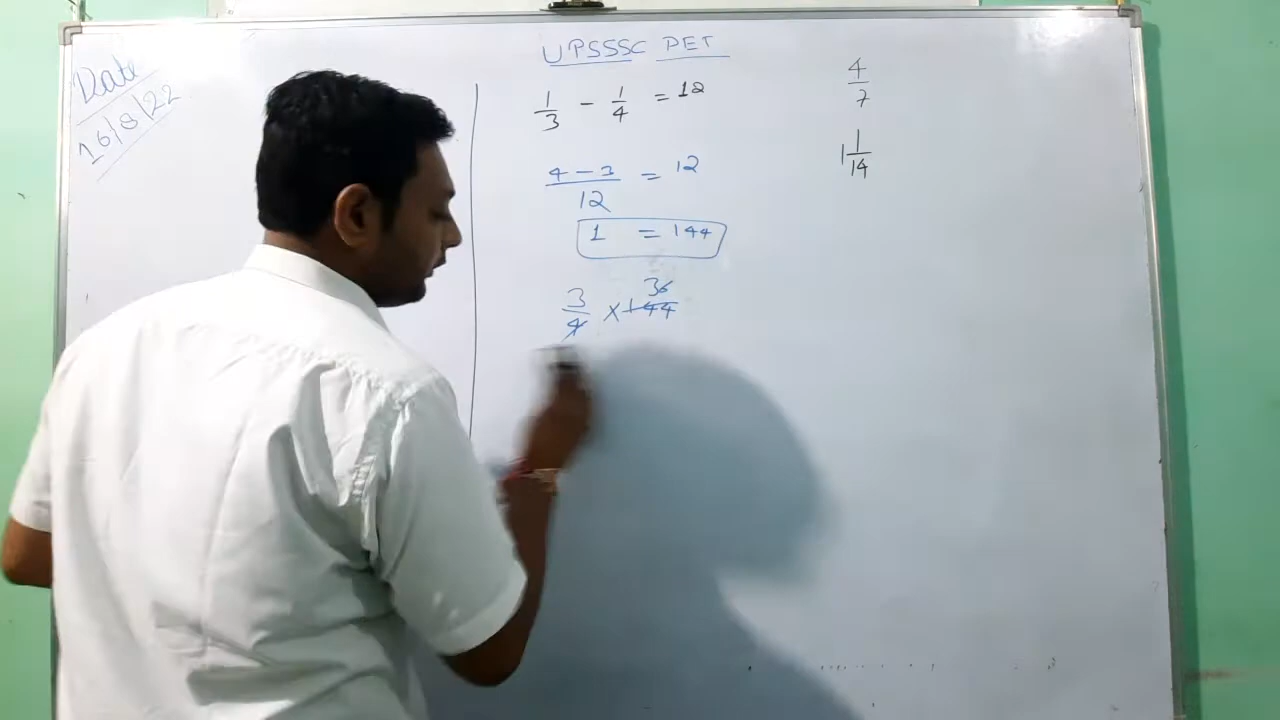 Date
16/8/22
UPSSSC PET
1/3 - 1/4 = 12
4 - 3 / 12 = 12
1 = 144
36
3/4 × 144
4/7
1 1/14